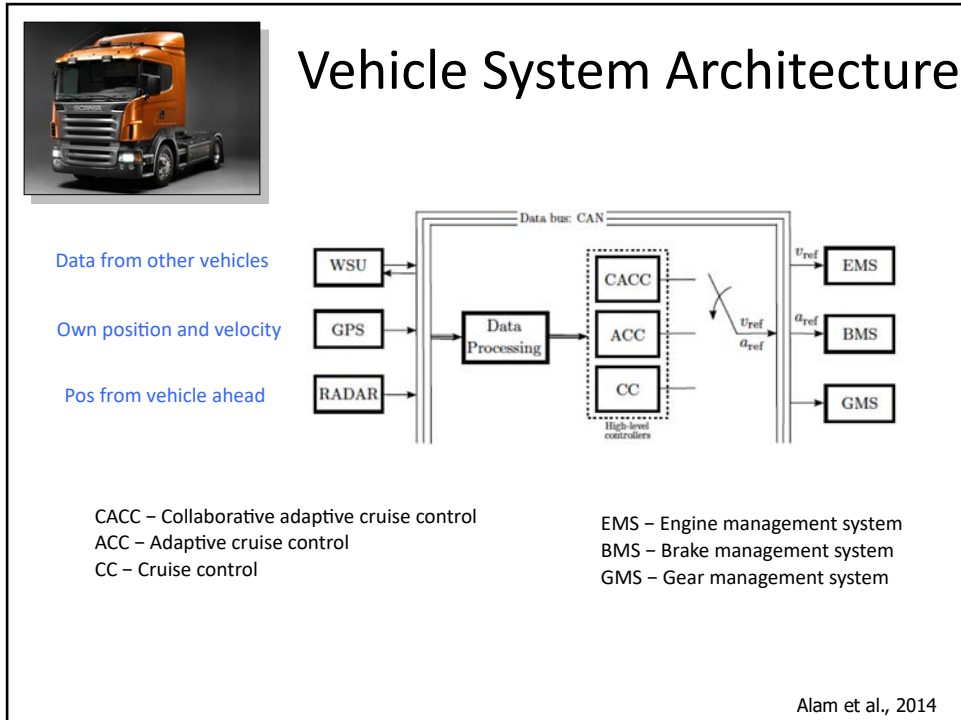 SCANIA
Vehicle System Architecture
Data bus: CAN
Data from other vehicles
WSU
CACC
v_ref
EMS
Own position and velocity
GPS
Data
Processing
ACC
v_ref
a_ref
a_ref
BMS
Pos from vehicle ahead
RADAR
CC
GMS
High-level
controllers
CACC – Collaborative adaptive cruise control
ACC – Adaptive cruise control
CC – Cruise control
EMS – Engine management system
BMS – Brake management system
GMS – Gear management system
Alam et al., 2014